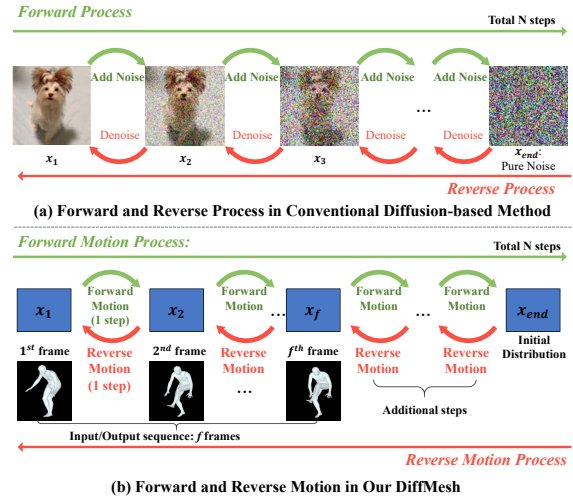 Forward Process
Total N steps
Add Noise Add Noise Add Noise Add Noise
...
Denoise Denoise Denoise Denoise
x₁ x₂ x₃ x_end:
Pure Noise
Reverse Process
(a) Forward and Reverse Process in Conventional Diffusion-based Method
Forward Motion Process:
Total N steps
Forward Motion (1 step) Forward Motion Forward Motion Forward Motion
x₁ x₂ ... x_f ... x_end
Reverse Motion (1 step) Reverse Motion Reverse Motion Reverse Motion
1ˢᵗ frame 2ⁿᵈ frame fᵗʰ frame Initial Distribution
...
Additional steps
Input/Output sequence: f frames
Reverse Motion Process
(b) Forward and Reverse Motion in Our DiffMesh